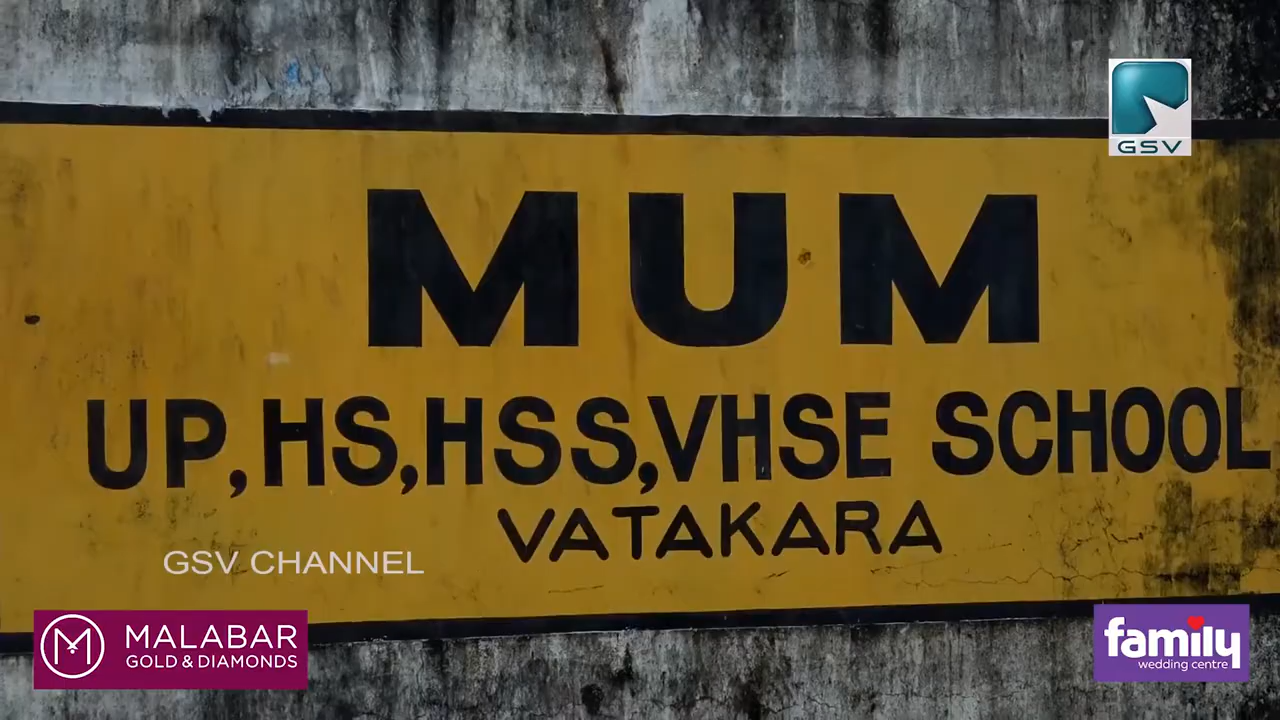 GSV
MUM
UP,HS,HSS,VHSE SCHOOL
VATAKARA
GSV CHANNEL
MALABAR
GOLD & DIAMONDS
family
wedding centre